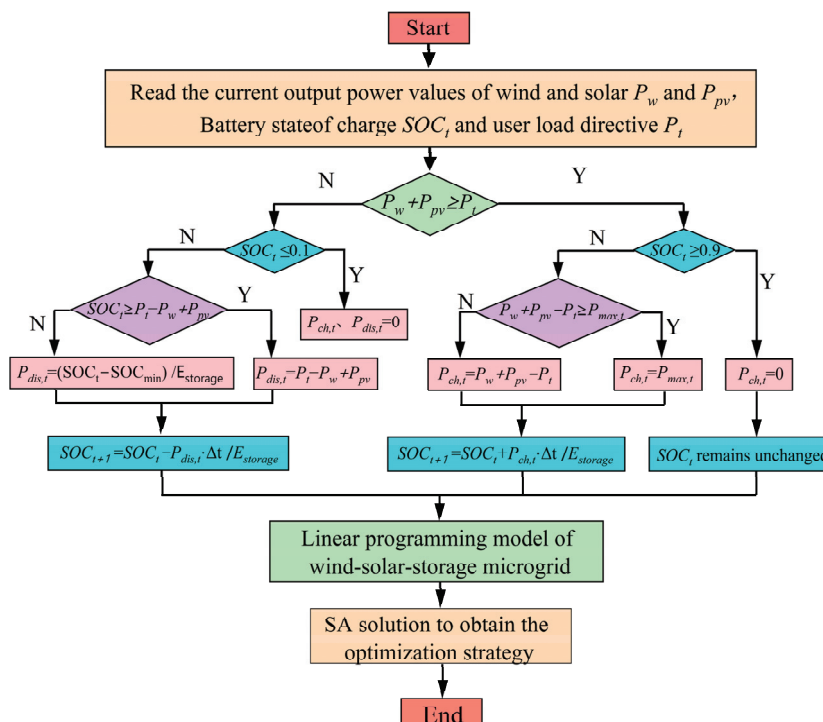 Start
Read the current output power values of wind and solar P_w and P_pv,
Battery stateof charge SOC_t and user load directive P_t
N
Y
P_w+P_pv≥P_t
N
N
SOC_t≤0.1
SOC_t≥0.9
Y
Y
SOC_t≥P_t−P_w+P_pv
Y
P_ch,t、P_dis,t=0
N
P_w+P_pv−P_t≥P_max,t
Y
N
P_dis,t=(SOC_t−SOC_min) /E_storage
P_dis,t=P_t−P_w+P_pv
P_ch,t=P_w+P_pv−P_t
P_ch,t=P_max,t
P_ch,t=0
SOC_t+1=SOC_t−P_dis,t·Δt /E_storage
SOC_t+1=SOC_t+P_ch,t·Δt /E_storage
SOC_t remains unchanged
Linear programming model of
wind-solar-storage microgrid
SA solution to obtain the
optimization strategy
End